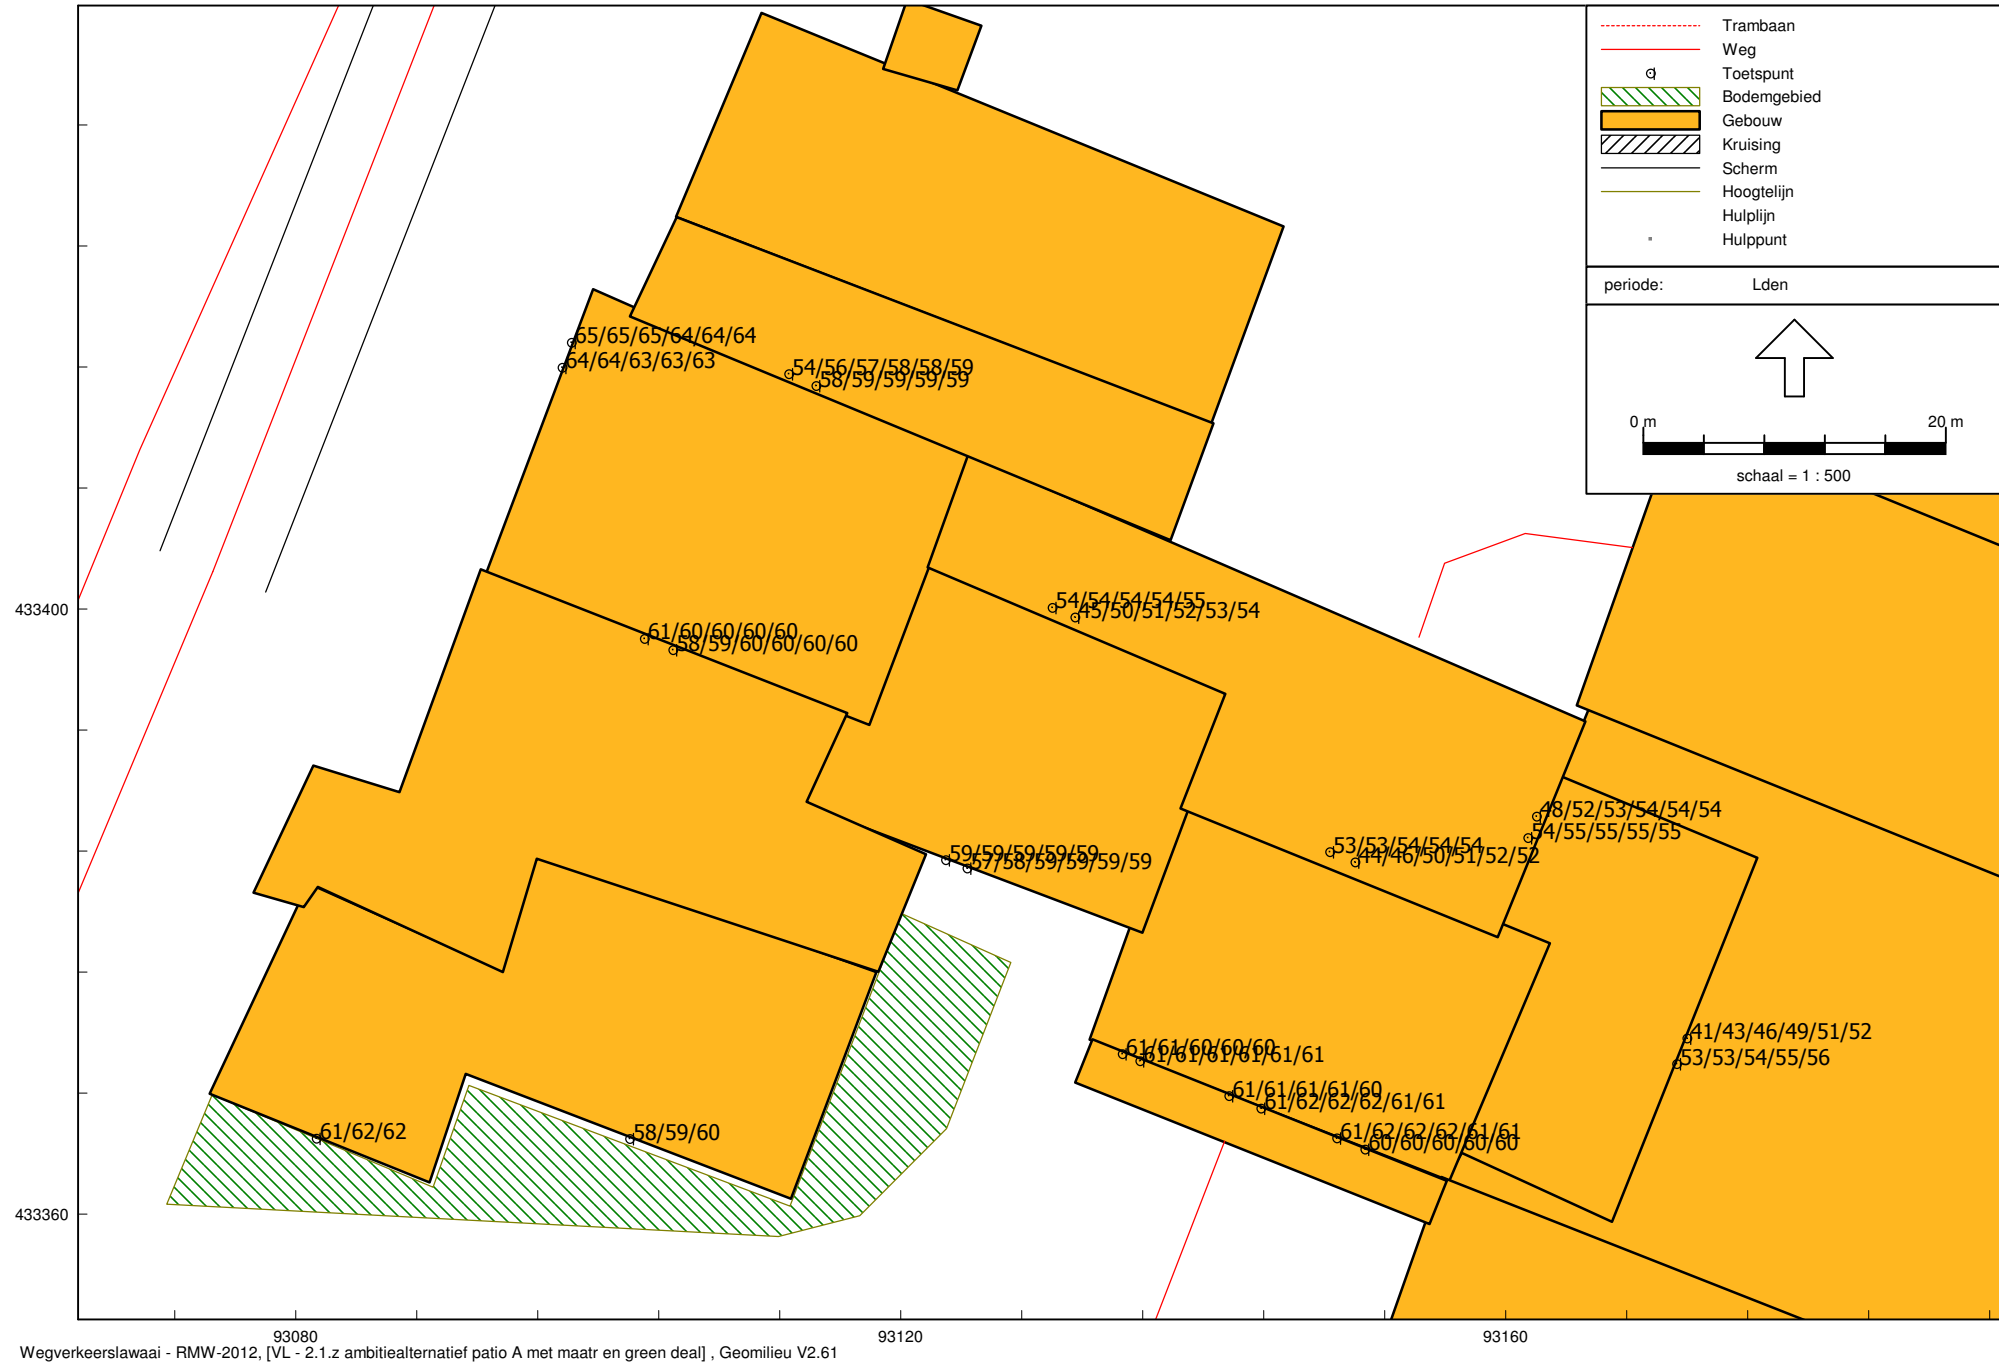 Trambaan
Weg
Toetspunt
Bodemgebied
Gebouw
Kruising
Scherm
Hoogtelijn
Hulplijn
Hulppunt
periode: Lden
0 m 20 m
schaal = 1 : 500
65/65/65/64/64/64
64/64/63/63/63
54/56/57/58/58/59
58/59/59/59/59
433400
54/54/54/54/55
45/50/51/52/53/54
61/60/60/60/60
58/59/60/60/60/60
48/52/53/54/54/54
54/55/55/55/55
53/53/54/54/54
44/46/50/51/52/52
59/59/59/59/59
57/58/59/59/59/59
41/43/46/49/51/52
53/53/54/55/56
61/61/60/60/60
61/61/61/61/61/61
61/61/61/61/60
61/62/62/62/61/61
61/62/62/62/61/61
60/60/60/60/60
61/62/62
58/59/60
433360
93080 93120 93160
Wegverkeerslawaai - RMW-2012, [VL - 2.1.z ambitiealternatief patio A met maatr en green deal] , Geomilieu V2.61